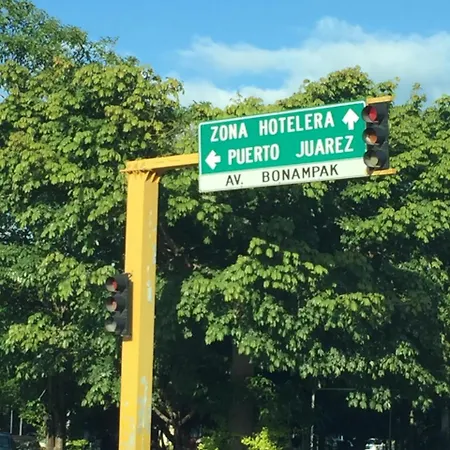 ZONA HOTELERA
PUERTO JUAREZ
AV. BONAMPAK